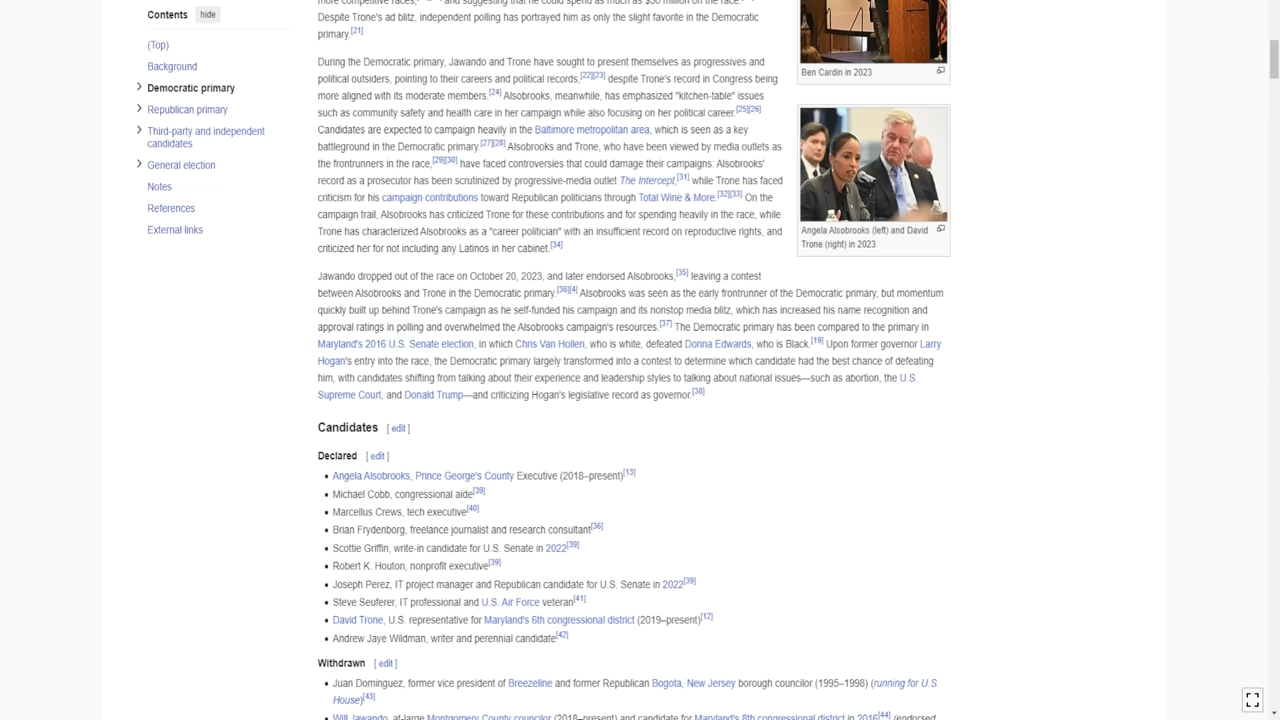 Contents hide
(Top)
Background
Democratic primary
Republican primary
Third-party and independent
candidates
General election
Notes
References
External links
Despite Trone's ad blitz, independent polling has portrayed him as only the slight favorite in the Democratic
primary.[21]
During the Democratic primary, Jawando and Trone have sought to present themselves as progressives and
political outsiders, pointing to their careers and political records,[22][23] despite Trone's record in Congress being
more aligned with its moderate members.[24] Alsobrooks, meanwhile, has emphasized "kitchen-table" issues
such as community safety and health care in her campaign while also focusing on her political career.[25][26]
Candidates are expected to campaign heavily in the Baltimore metropolitan area, which is seen as a key
battleground in the Democratic primary.[27][28] Alsobrooks and Trone, who have been viewed by media outlets as
the frontrunners in the race,[29][30] have faced controversies that could damage their campaigns: Alsobrooks'
record as a prosecutor has been scrutinized by progressive-media outlet The Intercept,[31] while Trone has faced
criticism for his campaign contributions toward Republican politicians through Total Wine & More.[32][33] On the
campaign trail, Alsobrooks has criticized Trone for these contributions and for spending heavily in the race, while
Trone has characterized Alsobrooks as a "career politician" with an insufficient record on reproductive rights, and
criticized her for not including any Latinos in her cabinet.[34]
Ben Cardin in 2023
Angela Alsobrooks (left) and David
Trone (right) in 2023
Jawando dropped out of the race on October 20, 2023, and later endorsed Alsobrooks,[35] leaving a contest
between Alsobrooks and Trone in the Democratic primary.[36][4] Alsobrooks was seen as the early frontrunner of the Democratic primary, but momentum
quickly built up behind Trone's campaign as he self-funded his campaign and its nonstop media blitz, which has increased his name recognition and
approval ratings in polling and overwhelmed the Alsobrooks campaign's resources.[37] The Democratic primary has been compared to the primary in
Maryland's 2016 U.S. Senate election, in which Chris Van Hollen, who is white, defeated Donna Edwards, who is Black.[19] Upon former governor Larry
Hogan's entry into the race, the Democratic primary largely transformed into a contest to determine which candidate had the best chance of defeating
him, with candidates shifting from talking about their experience and leadership styles to talking about national issues—such as abortion, the U.S.
Supreme Court, and Donald Trump—and criticizing Hogan's legislative record as governor.[38]
Candidates [ edit ]
Declared [ edit ]
• Angela Alsobrooks, Prince George's County Executive (2018–present)[13]
• Michael Cobb, congressional aide[39]
• Marcellus Crews, tech executive[40]
• Brian Frydenborg, freelance journalist and research consultant[36]
• Scottie Griffin, write-in candidate for U.S. Senate in 2022[39]
• Robert K. Houton, nonprofit executive[39]
• Joseph Perez, IT project manager and Republican candidate for U.S. Senate in 2022[39]
• Steve Seuferer, IT professional and U.S. Air Force veteran[41]
• David Trone, U.S. representative for Maryland's 6th congressional district (2019–present)[12]
• Andrew Jaye Wildman, writer and perennial candidate[42]
Withdrawn [ edit ]
• Juan Dominguez, former vice president of Breezeline and former Republican Bogota, New Jersey borough councilor (1995–1998) (running for U.S.
House)[43]
• Will Jawando, at-large Montgomery County councilor (2018–present) and candidate for Maryland's 8th congressional district in 2016[44] (endorsed